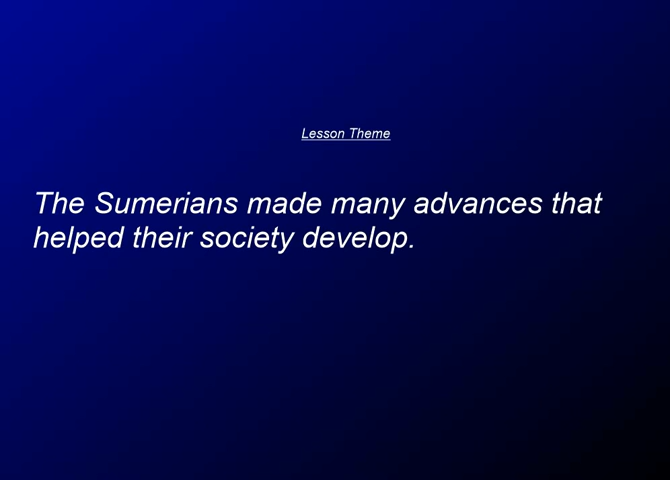 Lesson Theme
The Sumerians made many advances that
helped their society develop.